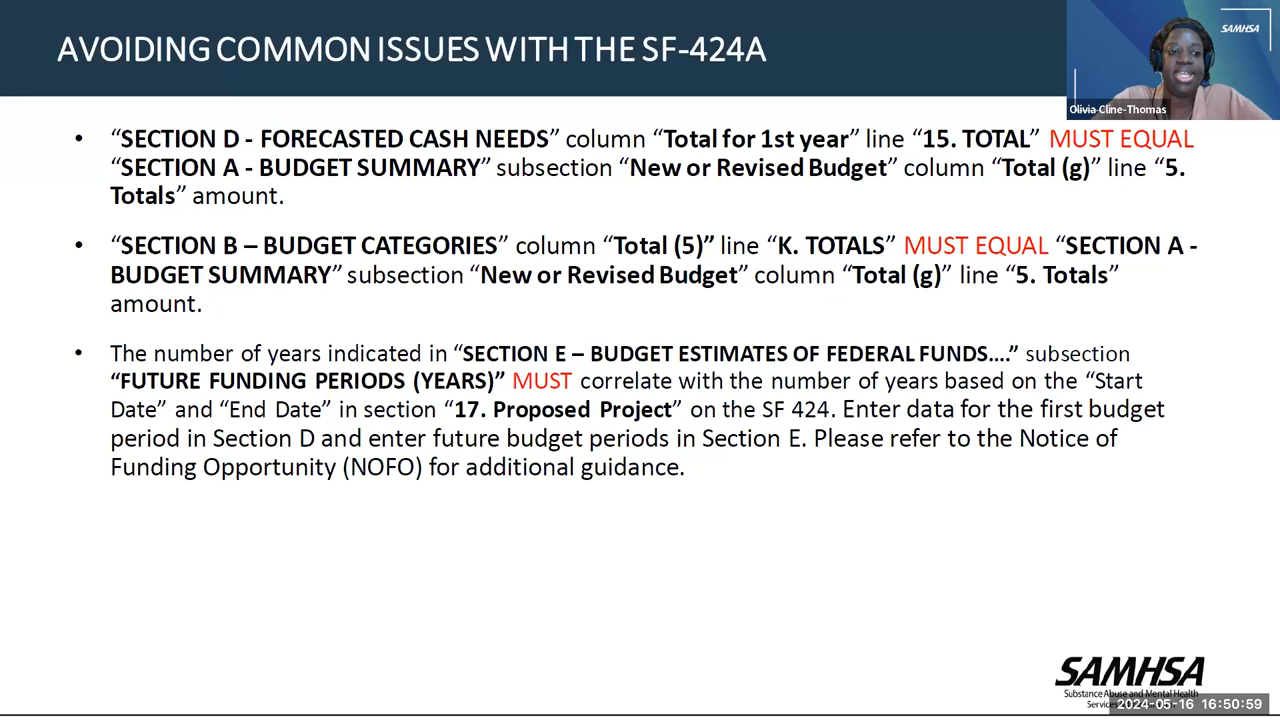 AVOIDING COMMON ISSUES WITH THE SF-424A
SAMHSA
Olivia Cline-Thomas
• “SECTION D - FORECASTED CASH NEEDS” column “Total for 1st year” line “15. TOTAL” MUST EQUAL
“SECTION A - BUDGET SUMMARY” subsection “New or Revised Budget” column “Total (g)” line “5.
Totals” amount.
• “SECTION B – BUDGET CATEGORIES” column “Total (5)” line “K. TOTALS” MUST EQUAL “SECTION A -
BUDGET SUMMARY” subsection “New or Revised Budget” column “Total (g)” line “5. Totals”
amount.
• The number of years indicated in “SECTION E – BUDGET ESTIMATES OF FEDERAL FUNDS....” subsection
“FUTURE FUNDING PERIODS (YEARS)” MUST correlate with the number of years based on the “Start
Date” and “End Date” in section “17. Proposed Project” on the SF 424. Enter data for the first budget
period in Section D and enter future budget periods in Section E. Please refer to the Notice of
Funding Opportunity (NOFO) for additional guidance.
SAMHSA
Substance Abuse and Mental Health
2024-05-16 16:50:59